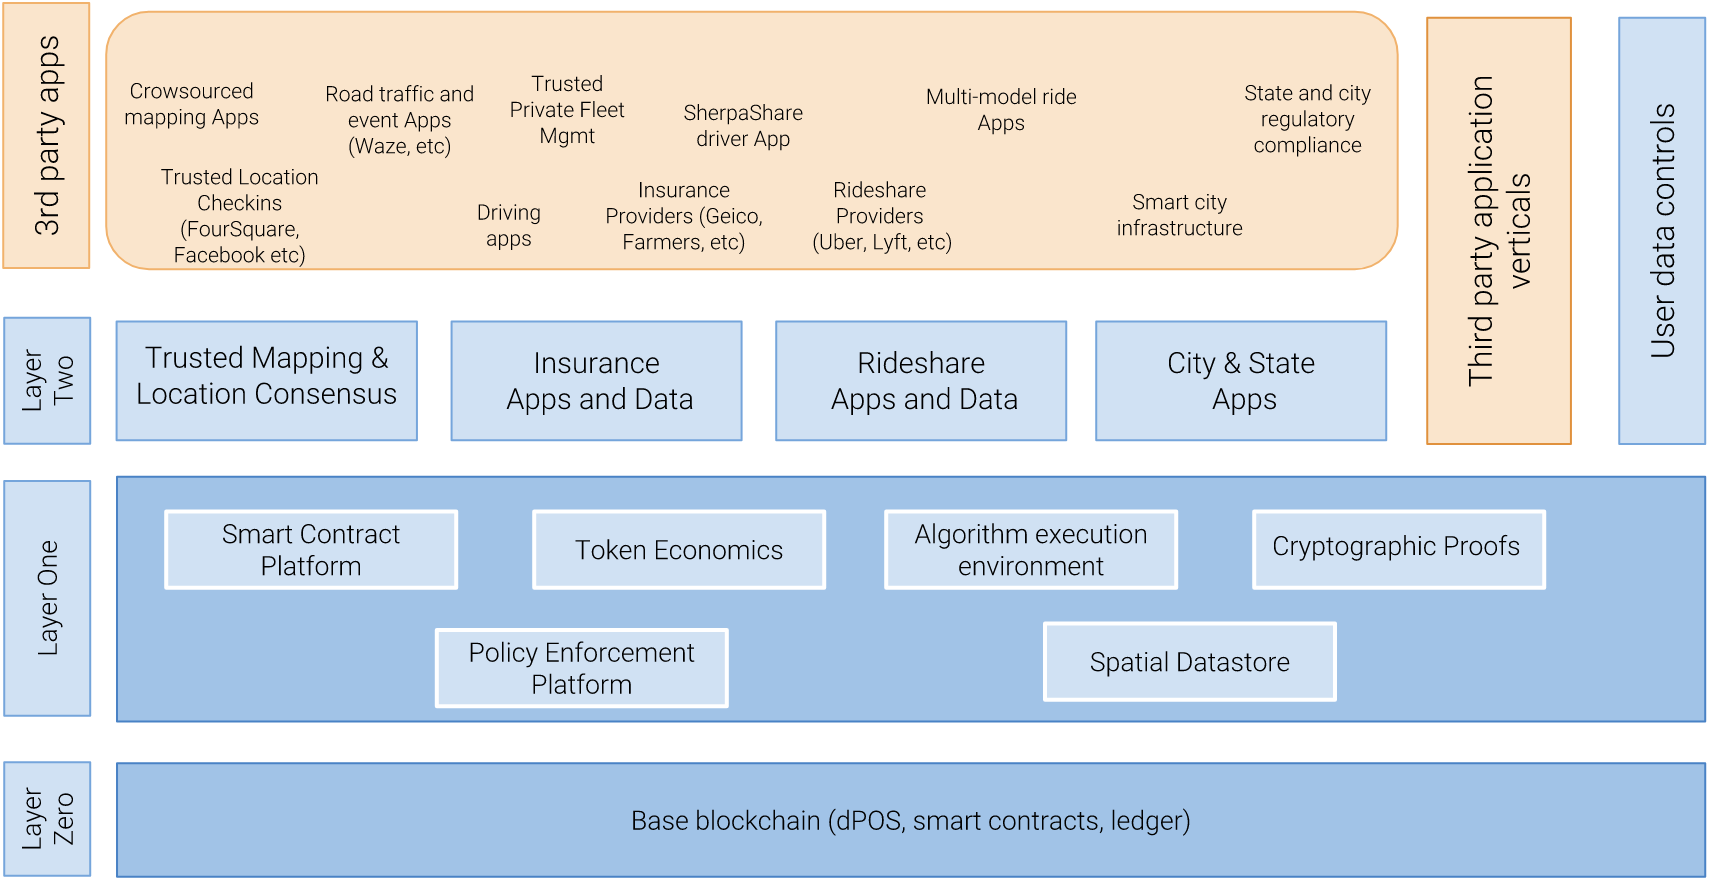 3rd party apps
Crowsourced
mapping Apps
Road traffic and
event Apps
(Waze, etc)
Trusted
Private Fleet
Mgmt
SherpaShare
driver App
Multi-model ride
Apps
State and city
regulatory
compliance
Trusted Location
Checkins
(FourSquare,
Facebook etc)
Driving
apps
Insurance
Providers (Geico,
Farmers, etc)
Rideshare
Providers
(Uber, Lyft, etc)
Smart city
infrastructure
Third party application
verticals
User data controls
Layer
Two
Trusted Mapping &
Location Consensus
Insurance
Apps and Data
Rideshare
Apps and Data
City & State
Apps
Layer One
Smart Contract
Platform
Token Economics
Algorithm execution
environment
Cryptographic Proofs
Policy Enforcement
Platform
Spatial Datastore
Layer
Zero
Base blockchain (dPOS, smart contracts, ledger)